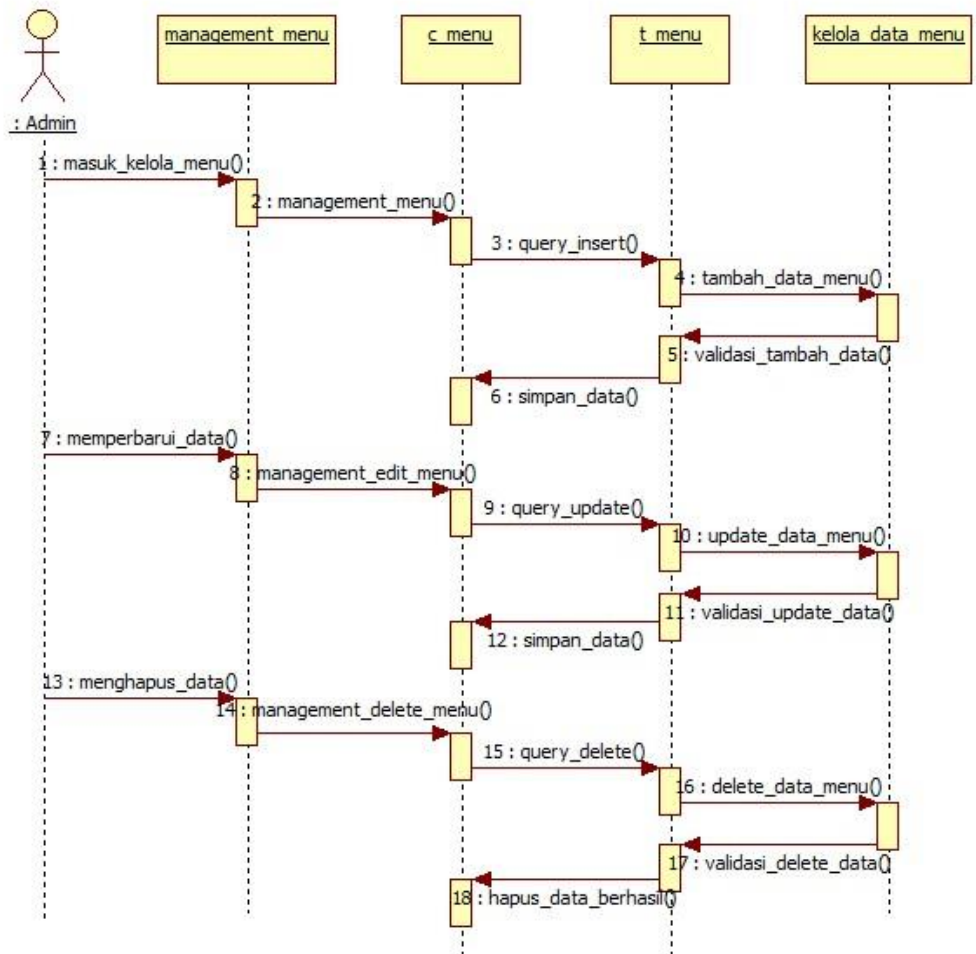 management_menu
c_menu
t_menu
kelola_data_menu
: Admin
1 : masuk_kelola_menu()
2 : management_menu()
3 : query_insert()
4 : tambah_data_menu()
5 : validasi_tambah_data()
6 : simpan_data()
7 : memperbarui_data()
8 : management_edit_menu()
9 : query_update()
10 : update_data_menu()
11 : validasi_update_data()
12 : simpan_data()
13 : menghapus_data()
14 : management_delete_menu()
15 : query_delete()
16 : delete_data_menu()
17 : validasi_delete_data()
18 : hapus_data_berhasil()